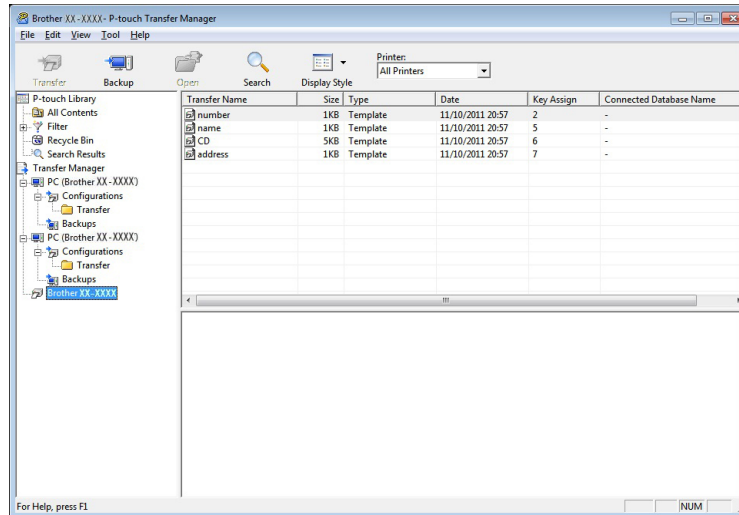 Brother XX-XXXX- P-touch Transfer Manager
File Edit View Tool Help
Transfer Backup Open Search Display Style
Printer:
All Printers
P-touch Library
All Contents
Filter
Recycle Bin
Search Results
Transfer Manager
PC (Brother XX-XXXX)
Configurations
Transfer
Backups
PC (Brother XX-XXXX)
Configurations
Transfer
Backups
Brother XX-XXXX
Transfer Name Size Type Date Key Assign Connected Database Name
number 1KB Template 11/10/2011 20:57 2 -
name 1KB Template 11/10/2011 20:57 5 -
CD 5KB Template 11/10/2011 20:57 6 -
address 1KB Template 11/10/2011 20:57 7 -
For Help, press F1
NUM